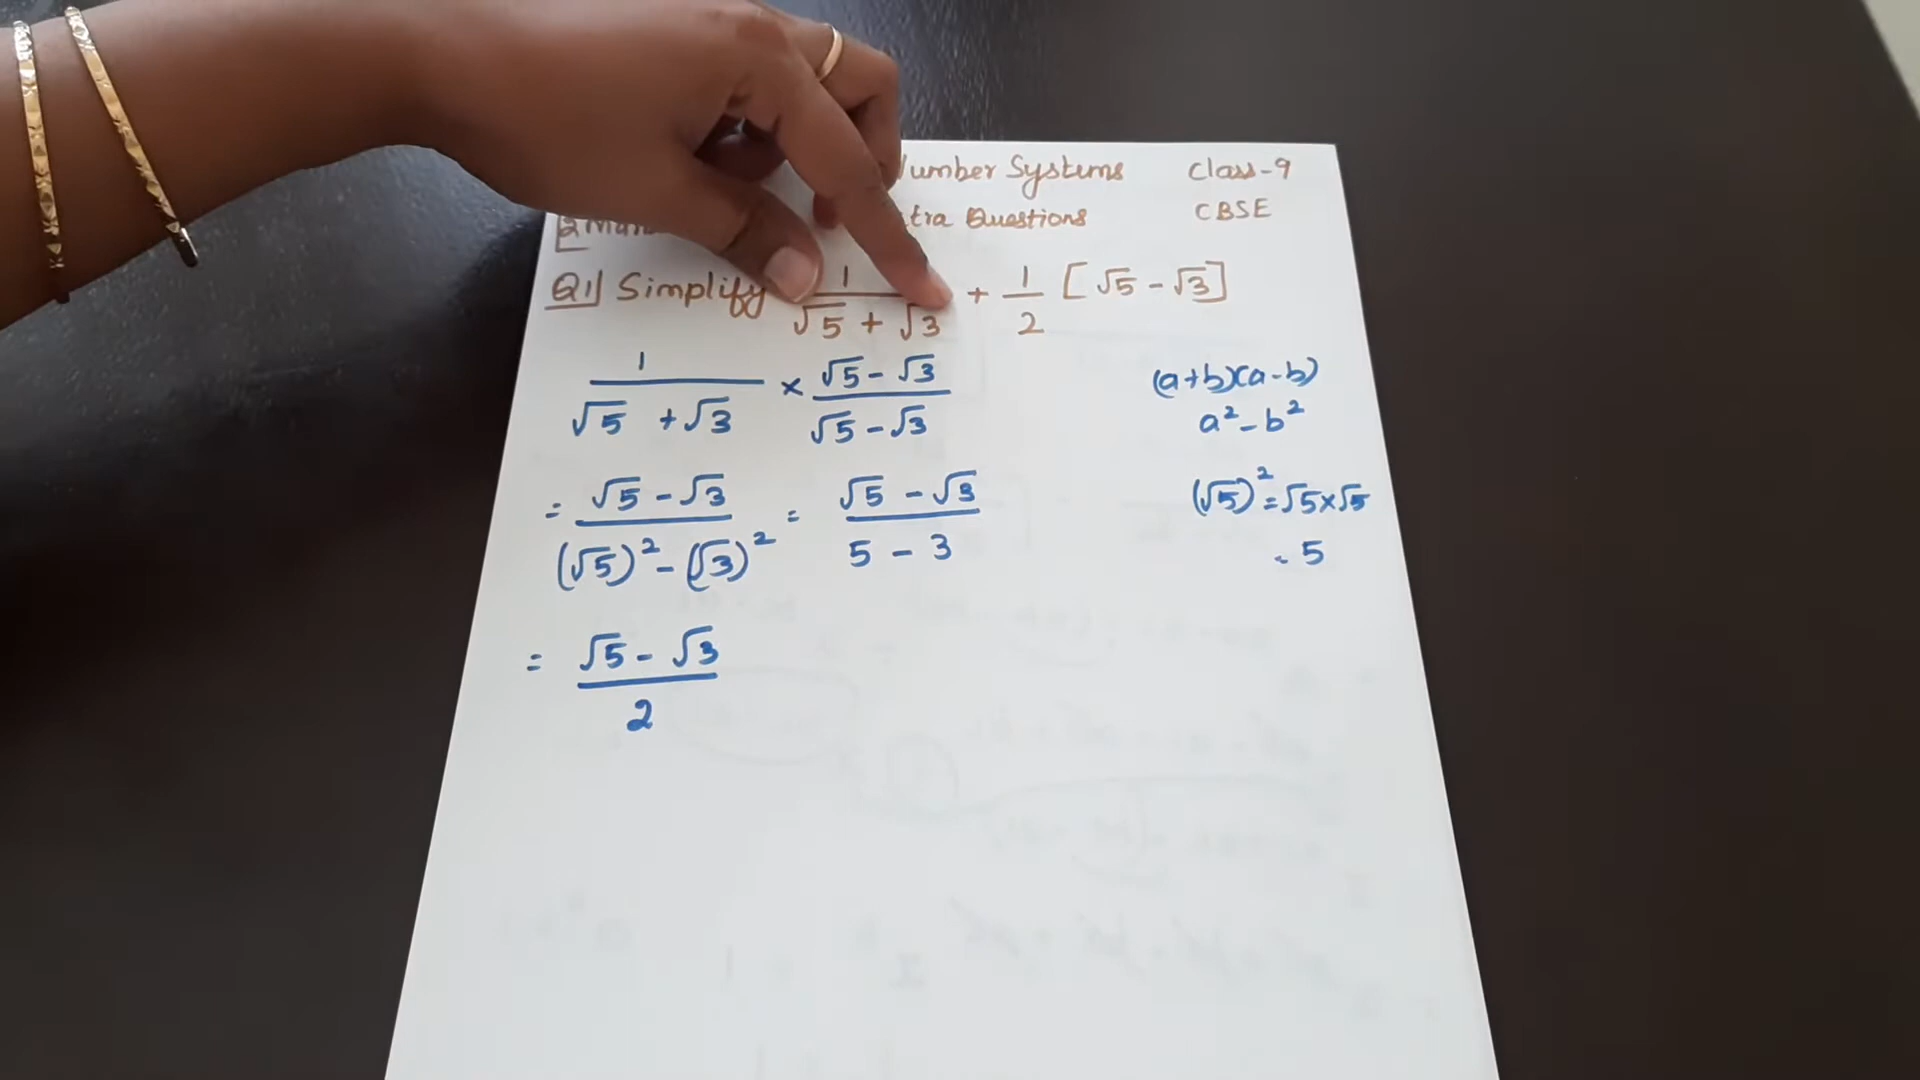 Number Systems Class-9
Questions CBSE
Q1) Simplify 1/(√5 + √3) + 1/2 [√5 - √3]
1/(√5 + √3) × (√5 - √3)/(√5 - √3)
(a+b)(a-b)
a² - b²
= (√5 - √3)/((√5)² - (√3)²) = (√5 - √3)/(5 - 3)
(√5)² = √5×√5
= 5
= (√5 - √3)/2